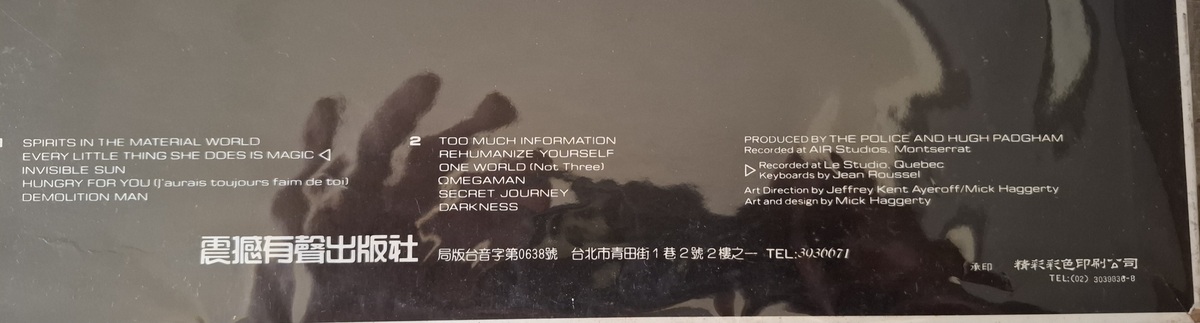 1 SPIRITS IN THE MATERIAL WORLD
EVERY LITTLE THING SHE DOES IS MAGIC ◁
INVISIBLE SUN
HUNGRY FOR YOU (j'aurais toujours faim de toi)
DEMOLITION MAN
2 TOO MUCH INFORMATION
REHUMANIZE YOURSELF
ONE WORLD (Not Three)
OMEGAMAN
SECRET JOURNEY
DARKNESS
PRODUCED BY THE POLICE AND HUGH PADGHAM
Recorded at AIR Studios, Montserrat
▷ Recorded at Le Studio, Quebec
Keyboards by Jean Roussel
Art Direction by Jeffrey Kent Ayeroff/Mick Haggerty
Art and design by Mick Haggerty
震撼有聲出版社 局版台音字第0638號 台北市青田街1巷2號2樓之一 TEL:3030671
承印 精彩彩色印刷公司
TEL:(02) 3039830-8